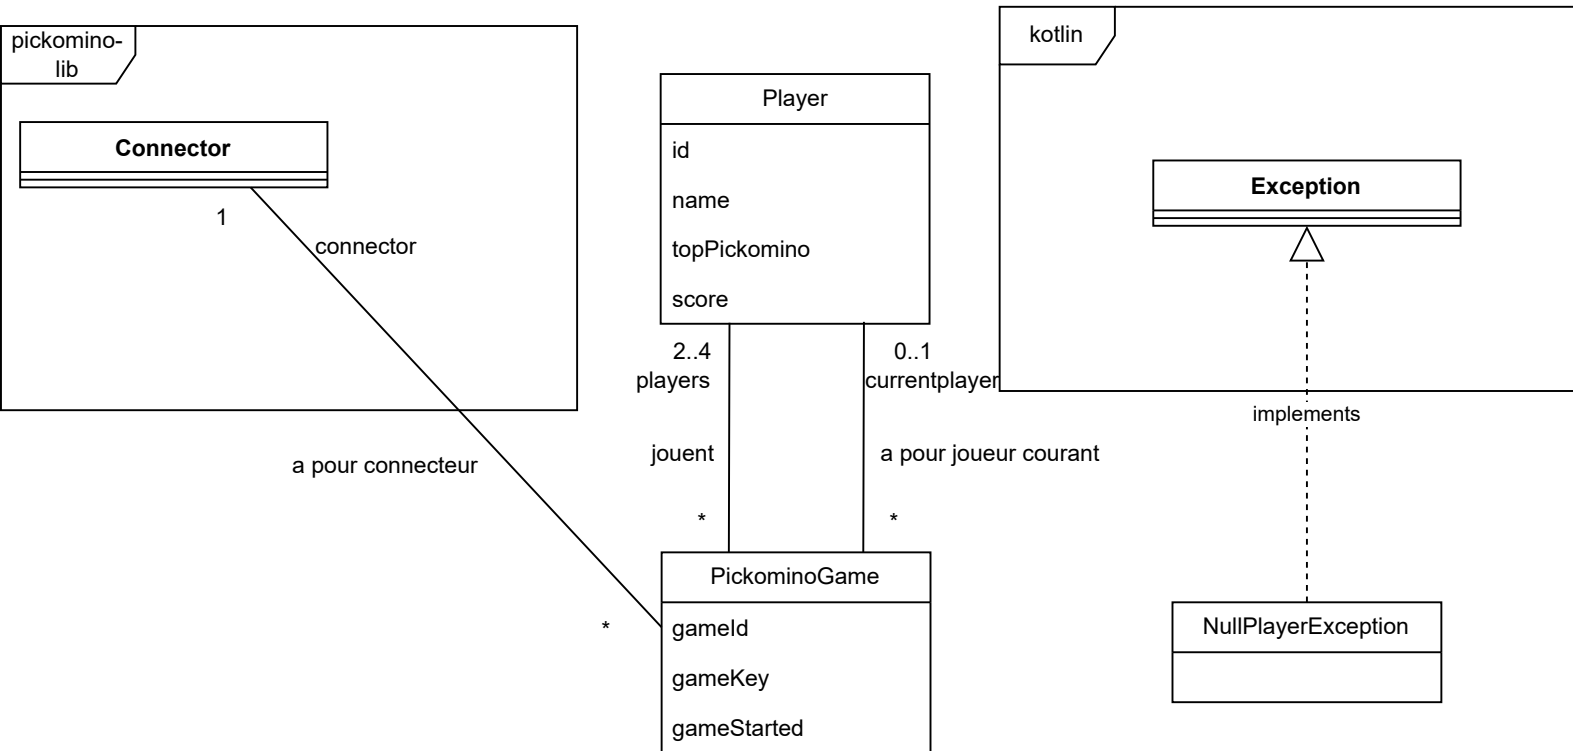 pickomino-
lib
Connector
1
connector
a pour connecteur
*
Player
id
name
topPickomino
score
2..4
players
jouent
*
0..1
currentplayer
a pour joueur courant
*
PickominoGame
gameId
gameKey
gameStarted
kotlin
Exception
implements
NullPlayerException